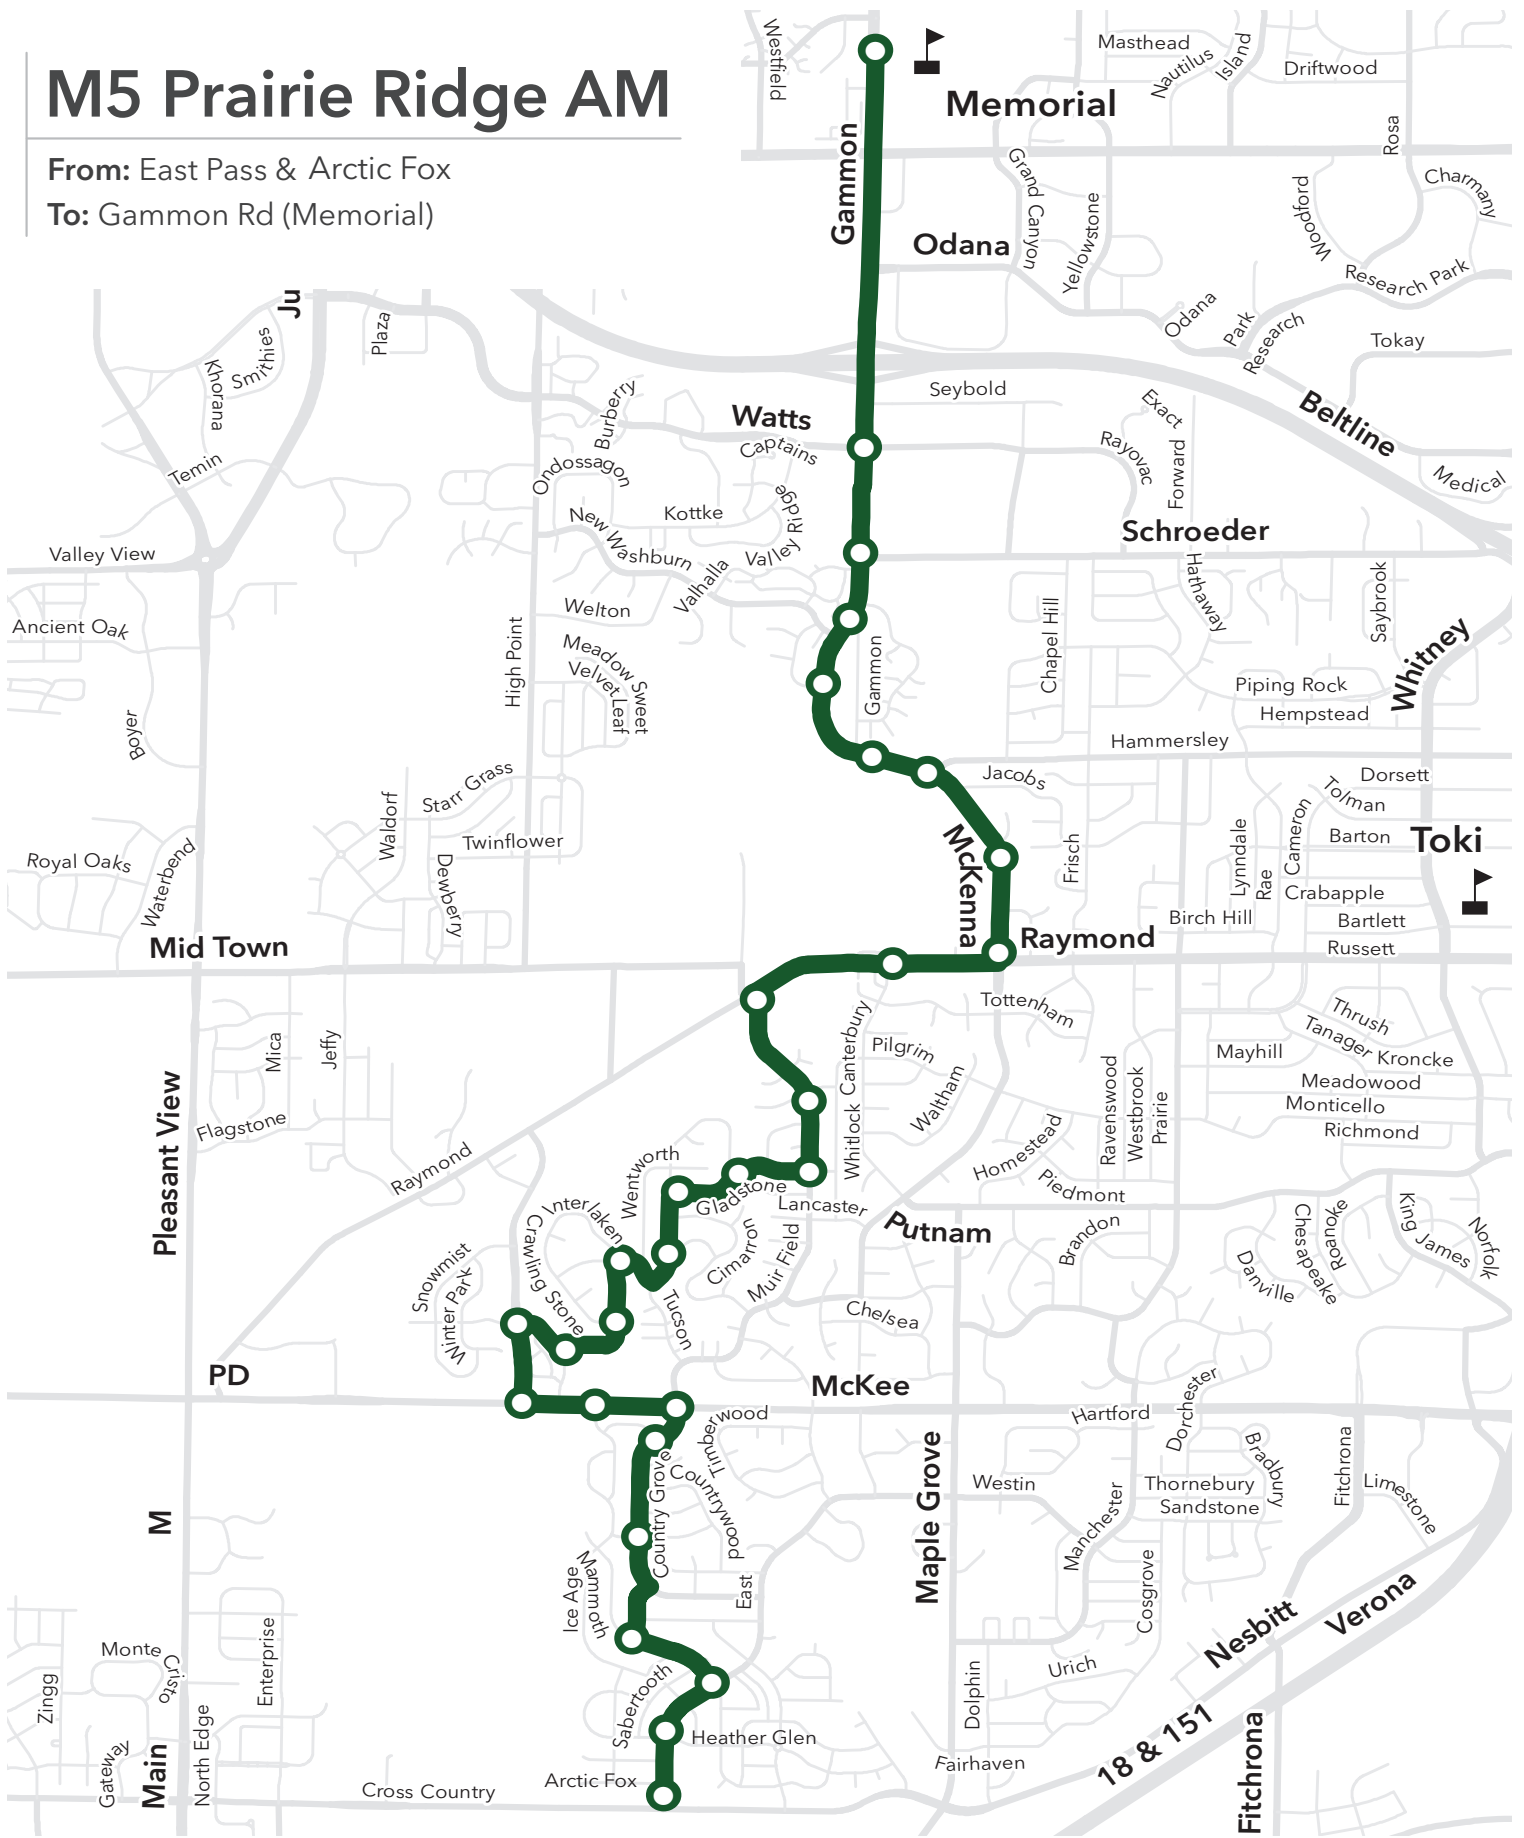 M5 Prairie Ridge AM
From: East Pass & Arctic Fox
To: Gammon Rd (Memorial)
Westfield
Masthead
Nautilus
Island
Driftwood
Memorial
Gammon
Rosa
Grand Canyon
Yellowstone
Woodford
Charmany
Odana
Research Park
Odana
Park
Research
Tokay
Ju
Plaza
Smithies
Khorana
Temin
Burberry
Watts
Seybold
Captains
Exact
Beltline
Rayovac
Forward
Medical
Ondossagon
Ridge
Kottke
New Washburn
Valley
Schroeder
Valley View
Valhalla
Hathaway
Saybrook
Welton
Ancient Oak
Chapel Hill
Whitney
High Point
Meadow Sweet
Velvet Leaf
Gammon
Piping Rock
Hempstead
Boyer
Hammersley
Starr Grass
Jacobs
Dorsett
Tolman
Waldorf
Twinflower
McKenna
Frisch
Lynndale
Rae
Cameron
Barton
Toki
Royal Oaks
Waterbend
Dewberry
Crabapple
Birch Hill
Bartlett
Mid Town
Raymond
Russett
Tottenham
Thrush
Tanager
Kroncke
Mica
Jeffy
Canterbury
Pilgrim
Mayhill
Waltham
Meadowood
Monticello
Richmond
Pleasant View
Flagstone
Whitlock
Ravenswood
Westbrook
Prairie
Homestead
Raymond
Wentworth
Piedmont
Gladstone
Lancaster
Interlaken
Putnam
Crawling Stone
Cimarron
Muir Field
Brandon
Chesapeake
Roanoke
King James
Norfolk
Danville
Snowmist
Winter Park
Tucson
Chelsea
PD
McKee
Timberwood
Hartford
Dorchester
Country Grove
Countrywood
Maple Grove
Westin
Thornebury
Sandstone
Bradbury
Fitchrona
Limestone
M
Manchester
Mammoth
Ice Age
East
Cosgrove
Nesbitt
Verona
Monte Cristo
Enterprise
Zingg
Sabertooth
Dolphin
Urich
Heather Glen
18 & 151
Fitchrona
Gateway
Main
North Edge
Arctic Fox
Cross Country
Fairhaven